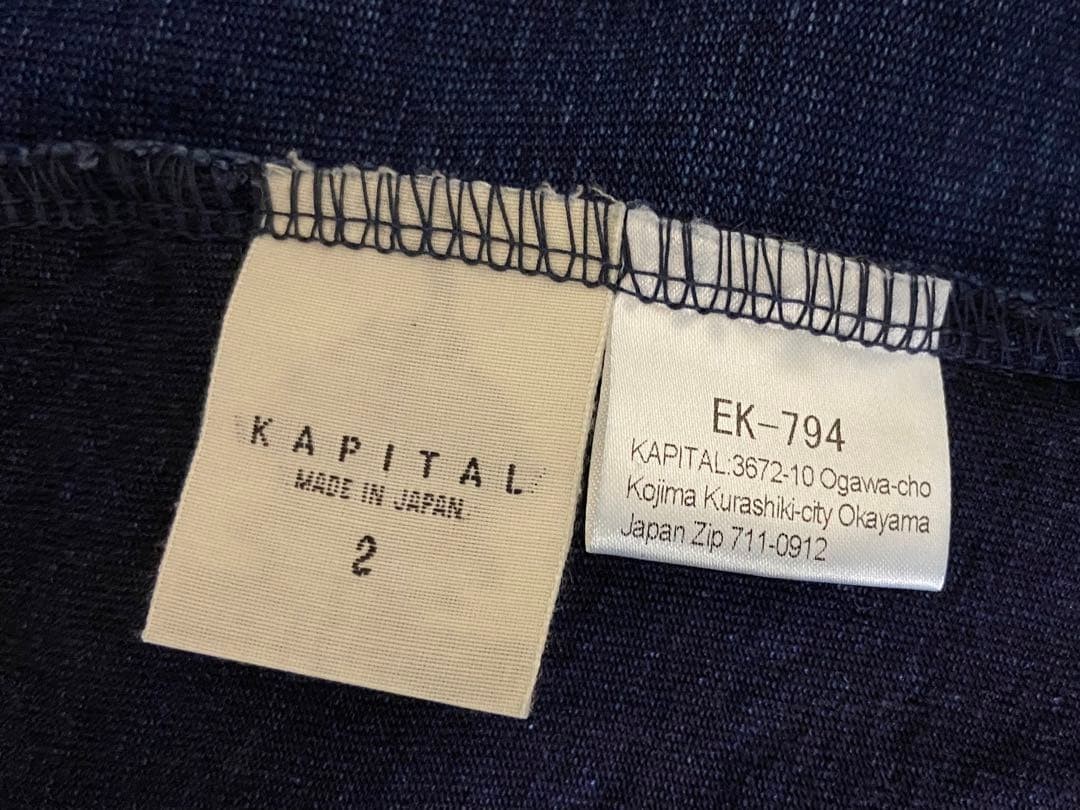 KAPITAL
MADE IN JAPAN
2
EK-794
KAPITAL:3672-10 Ogawa-cho
Kojima Kurashiki-city Okayama
Japan Zip 711-0912